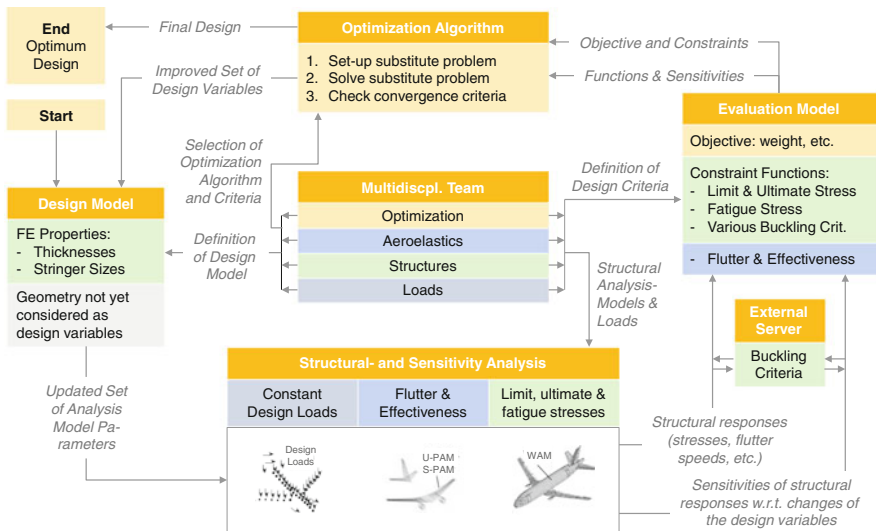 End
Optimum
Design
Final Design
Optimization Algorithm
1. Set-up substitute problem
2. Solve substitute problem
3. Check convergence criteria
Objective and Constraints
Functions & Sensitivities
Improved Set of
Design Variables
Start
Evaluation Model
Objective: weight, etc.
Constraint Functions:
- Limit & Ultimate Stress
- Fatigue Stress
- Various Buckling Crit.
- Flutter & Effectiveness
Selection of
Optimization
Algorithm
and Criteria
Multidiscpl. Team
Optimization
Aeroelastics
Structures
Loads
Definition of
Design Criteria
Design Model
FE Properties:
- Thicknesses
- Stringer Sizes
Geometry not yet
considered as
design variables
Definition
of Design
Model
Structural
Analysis-
Models &
Loads
External
Server
Buckling
Criteria
Structural- and Sensitivity Analysis
Constant
Design Loads
Flutter &
Effectiveness
Limit, ultimate &
fatigue stresses
Design
Loads
U-PAM
S-PAM
WAM
Updated Set
of Analysis
Model Pa-
rameters
Structural responses
(stresses, flutter
speeds, etc.)
Sensitivities of structural
responses w.r.t. changes of
the design variables